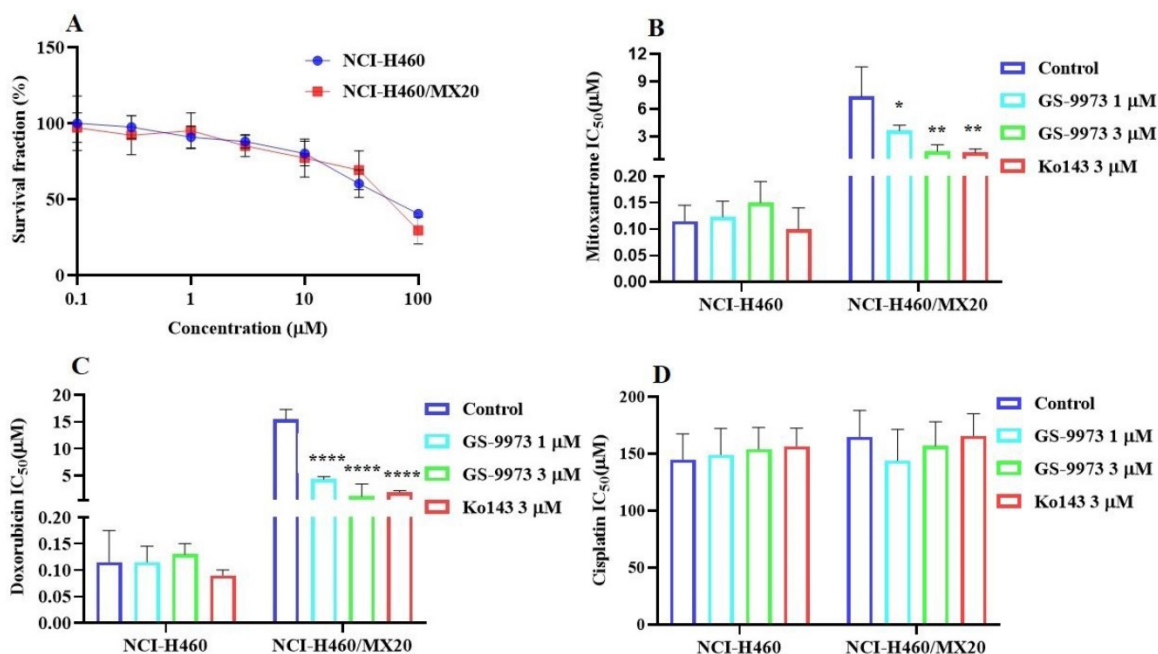 A
150
100
50
0
0.1
1
10
100
Survival fraction (%)
Concentration (μM)
NCI-H460
NCI-H460/MX20
B
12
9
6
3
0.20
0.15
0.10
0.05
0.00
Mitoxantrone IC50(μM)
*
**
**
NCI-H460
NCI-H460/MX20
Control
GS-9973 1 μM
GS-9973 3 μM
Ko143 3 μM
C
20
15
10
5
0.20
0.15
0.10
0.05
0.00
Doxorubicin IC50(μM)
****
****
****
NCI-H460
NCI-H460/MX20
Control
GS-9973 1 μM
GS-9973 3 μM
Ko143 3 μM
D
200
150
100
50
0
Cisplatin IC50(μM)
NCI-H460
NCI-H460/MX20
Control
GS-9973 1 μM
GS-9973 3 μM
Ko143 3 μM